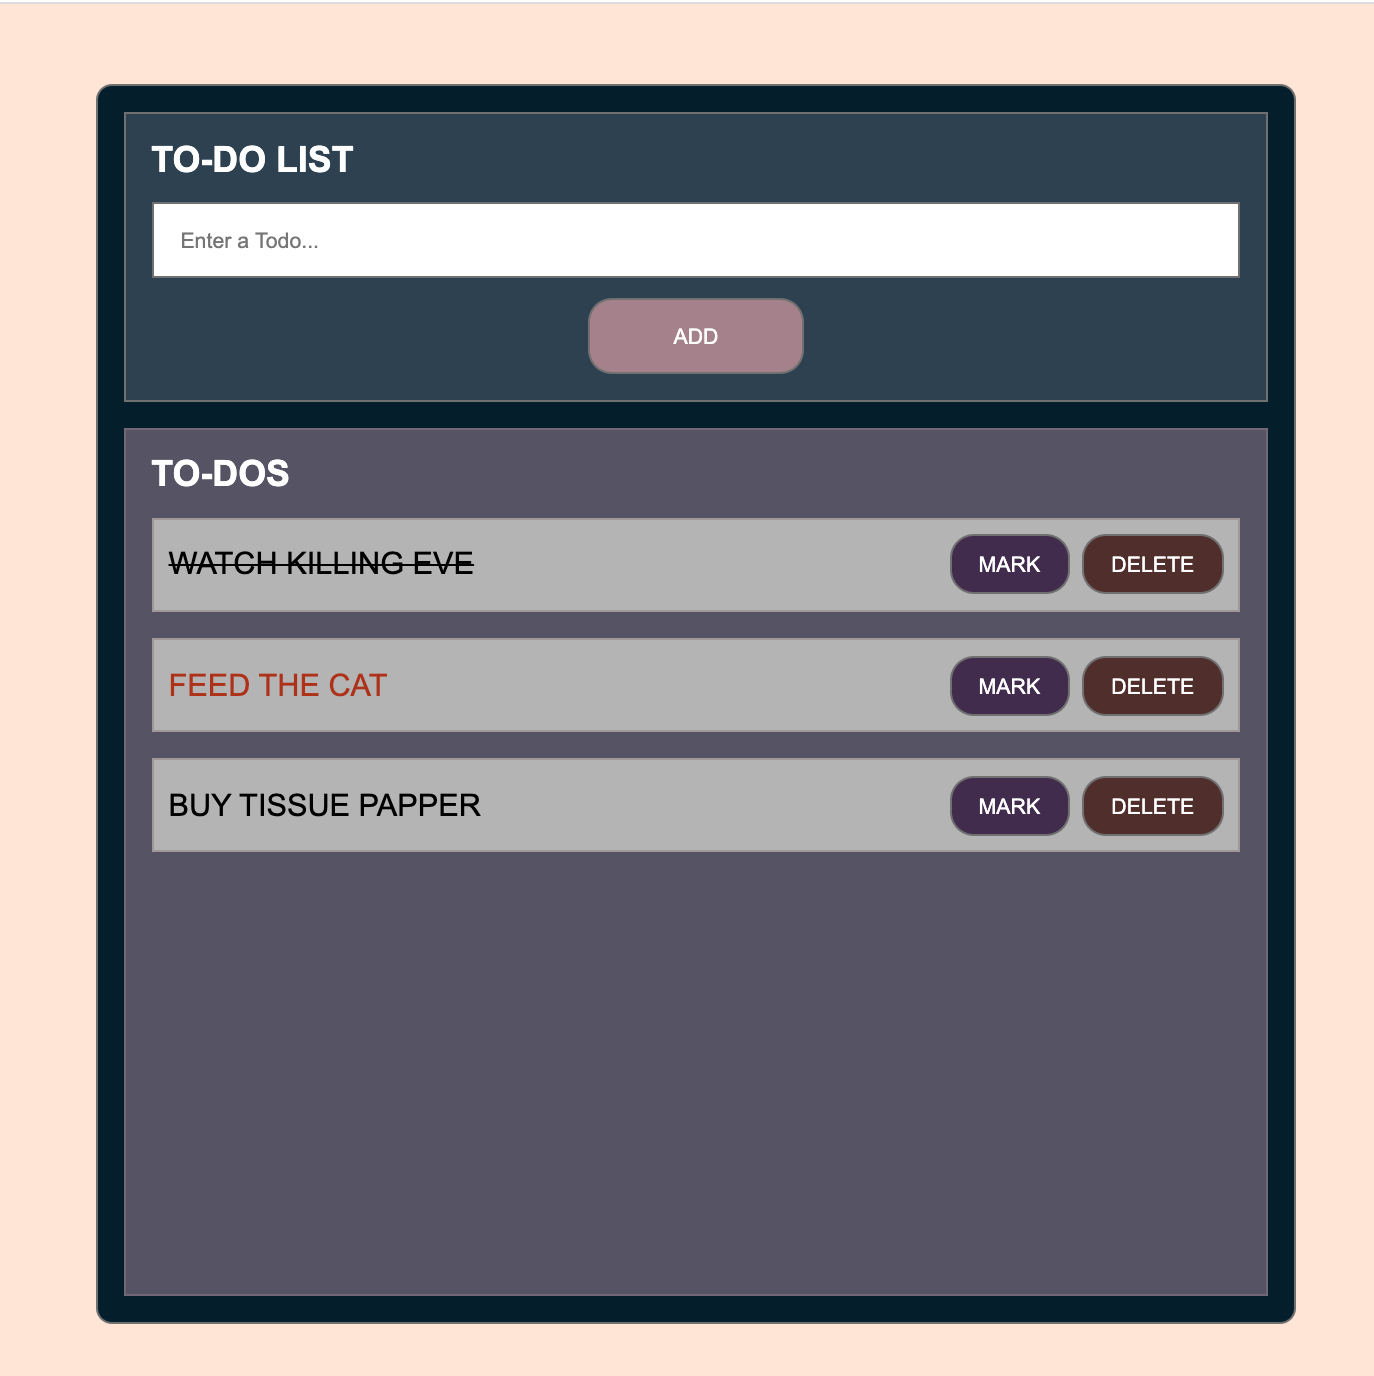 TO-DO LIST
Enter a Todo...
ADD
TO-DOS
WATCH KILLING EVE MARK DELETE
FEED THE CAT MARK DELETE
BUY TISSUE PAPPER MARK DELETE